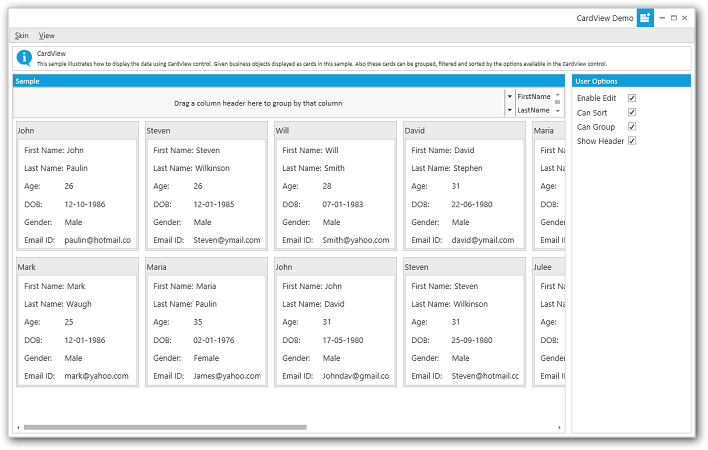 CardView Demo
Skin View
CardView
This sample illustrates how to display the data using CardView control. Given business objects displayed as cards in this sample. Also these cards can be grouped, filtered and sorted by the options available in the CardView control.
Sample
Drag a column header here to group by that column
FirstName
LastName
John
First Name: John
Last Name: Paulin
Age: 26
DOB: 12-10-1986
Gender: Male
Email ID: paulin@hotmail.co
Steven
First Name: Steven
Last Name: Wilkinson
Age: 26
DOB: 12-01-1985
Gender: Male
Email ID: Steven@ymail.com
Will
First Name: Will
Last Name: Smith
Age: 28
DOB: 07-01-1983
Gender: Male
Email ID: Smith@yahoo.com
David
First Name: David
Last Name: Stephen
Age: 31
DOB: 22-06-1980
Gender: Male
Email ID: david@ymail.com
Maria
First Na
Last Na
Age:
DOB:
Gender:
Email ID
Mark
First Name: Mark
Last Name: Waugh
Age: 25
DOB: 12-01-1986
Gender: Male
Email ID: mark@yahoo.com
Maria
First Name: Maria
Last Name: Paulin
Age: 35
DOB: 02-01-1976
Gender: Female
Email ID: James@yahoo.com
John
First Name: John
Last Name: David
Age: 31
DOB: 17-05-1980
Gender: Male
Email ID: Johndav@gmail.co
Steven
First Name: Steven
Last Name: Wilkinson
Age: 31
DOB: 25-09-1980
Gender: Male
Email ID: Steven@hotmail.cc
Julee
First Na
Last Na
Age:
DOB:
Gender:
Email ID
User Options
Enable Edit
Can Sort
Can Group
Show Header